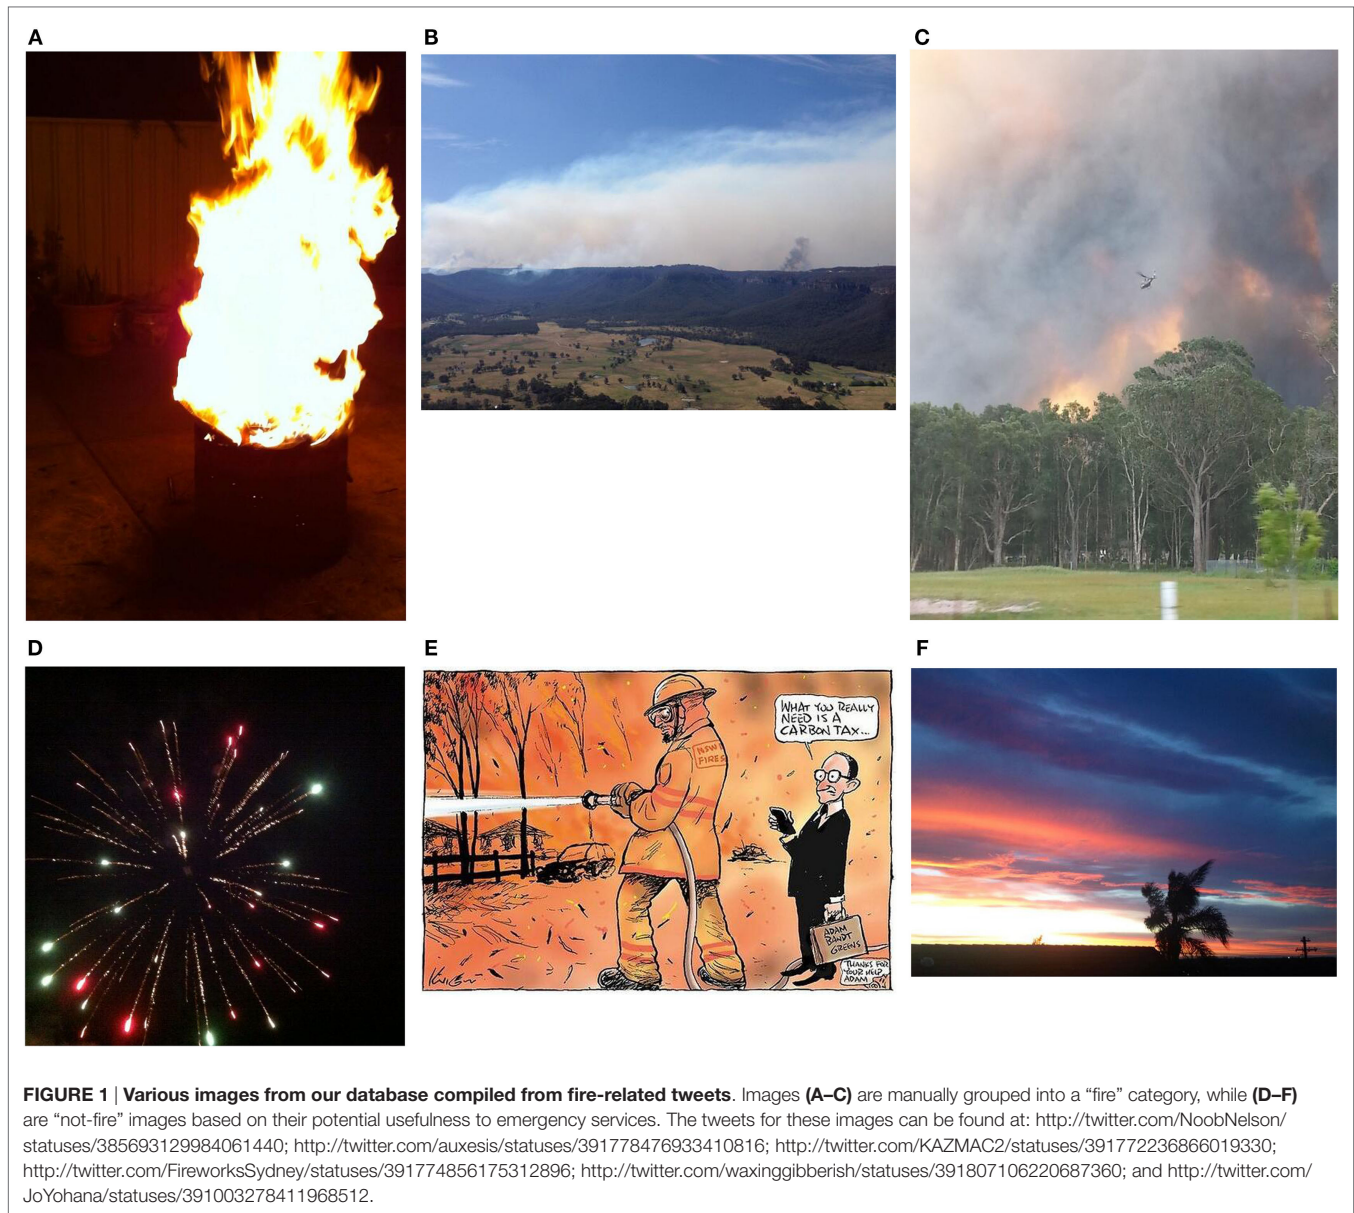 A
B
C
D
E
F
WHAT YOU REALLY
NEED IS A
CARBON TAX...
NSW
FIRES
ADAM
BANDT
GREENS
THANKS FOR
YOUR HELP,
ADAM
FIGURE 1 | Various images from our database compiled from fire-related tweets. Images (A–C) are manually grouped into a “fire” category, while (D–F)
are “not-fire” images based on their potential usefulness to emergency services. The tweets for these images can be found at: http://twitter.com/NoobNelson/
statuses/385693129984061440; http://twitter.com/auxesis/statuses/391778476933410816; http://twitter.com/KAZMAC2/statuses/391772236866019330;
http://twitter.com/FireworksSydney/statuses/391774856175312896; http://twitter.com/waxinggibberish/statuses/391807106220687360; and http://twitter.com/
JoYohana/statuses/391003278411968512.